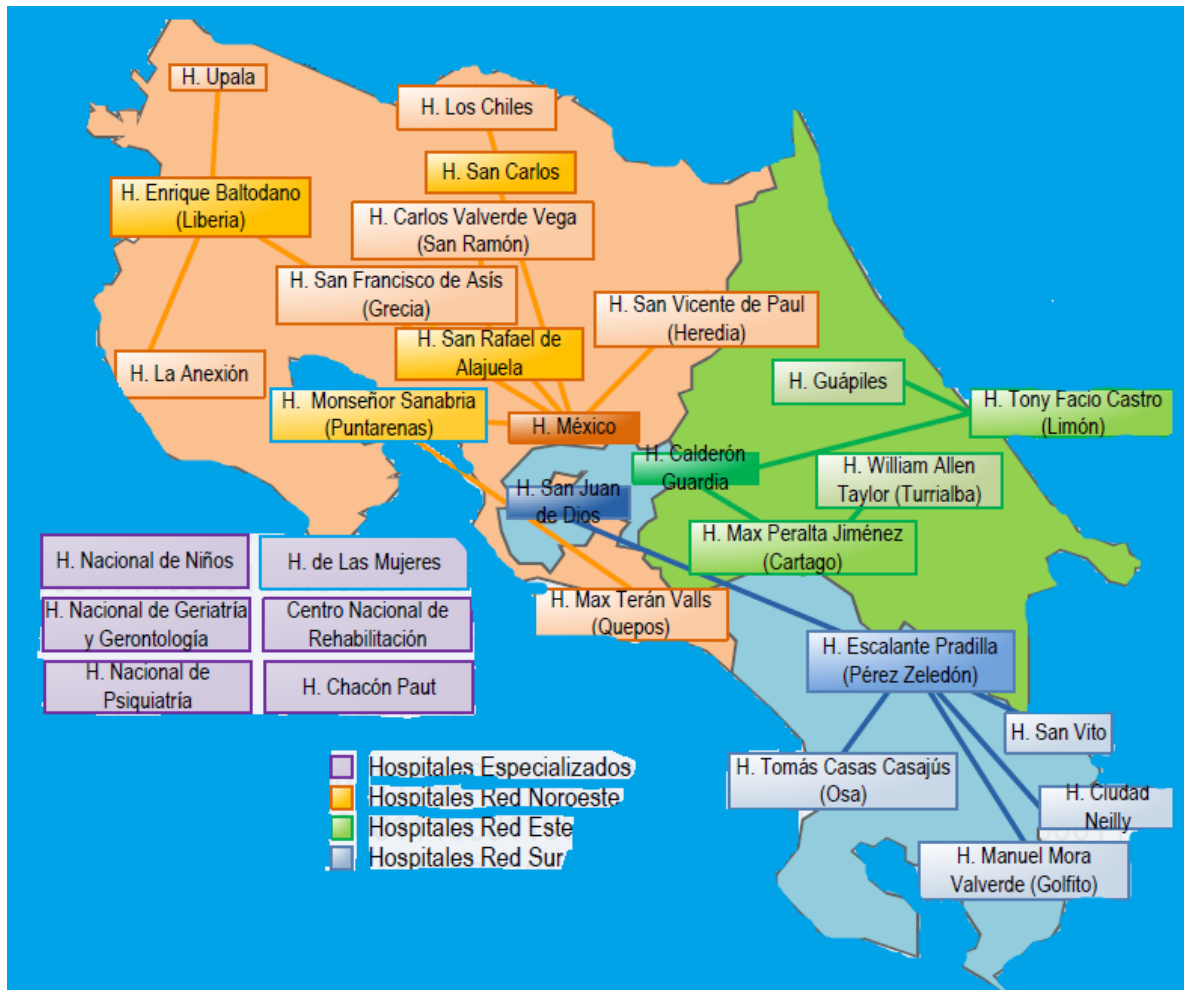 H. Upala
H. Los Chiles
H. San Carlos
H. Enrique Baltodano
(Liberia)
H. Carlos Valverde Vega
(San Ramón)
H. San Francisco de Asís
(Grecia)
H. San Vicente de Paul
(Heredia)
H. San Rafael de
Alajuela
H. La Anexión
H. Guápiles
H. Tony Facio Castro
(Limón)
H. Monseñor Sanabria
(Puntarenas)
H. México
H. Calderón
Guardia
H. William Allen
Taylor (Turrialba)
H. San Juan
de Dios
H. Max Peralta Jiménez
(Cartago)
H. Nacional de Niños
H. de Las Mujeres
H. Nacional de Geriatría
y Gerontología
Centro Nacional de
Rehabilitación
H. Nacional de
Psiquiatría
H. Chacón Paut
H. Max Terán Valls
(Quepos)
H. Escalante Pradilla
(Pérez Zeledón)
H. San Vito
H. Tomás Casas Casajús
(Osa)
H. Ciudad
Neilly
H. Manuel Mora
Valverde (Golfito)
Hospitales Especializados
Hospitales Red Noroeste
Hospitales Red Este
Hospitales Red Sur